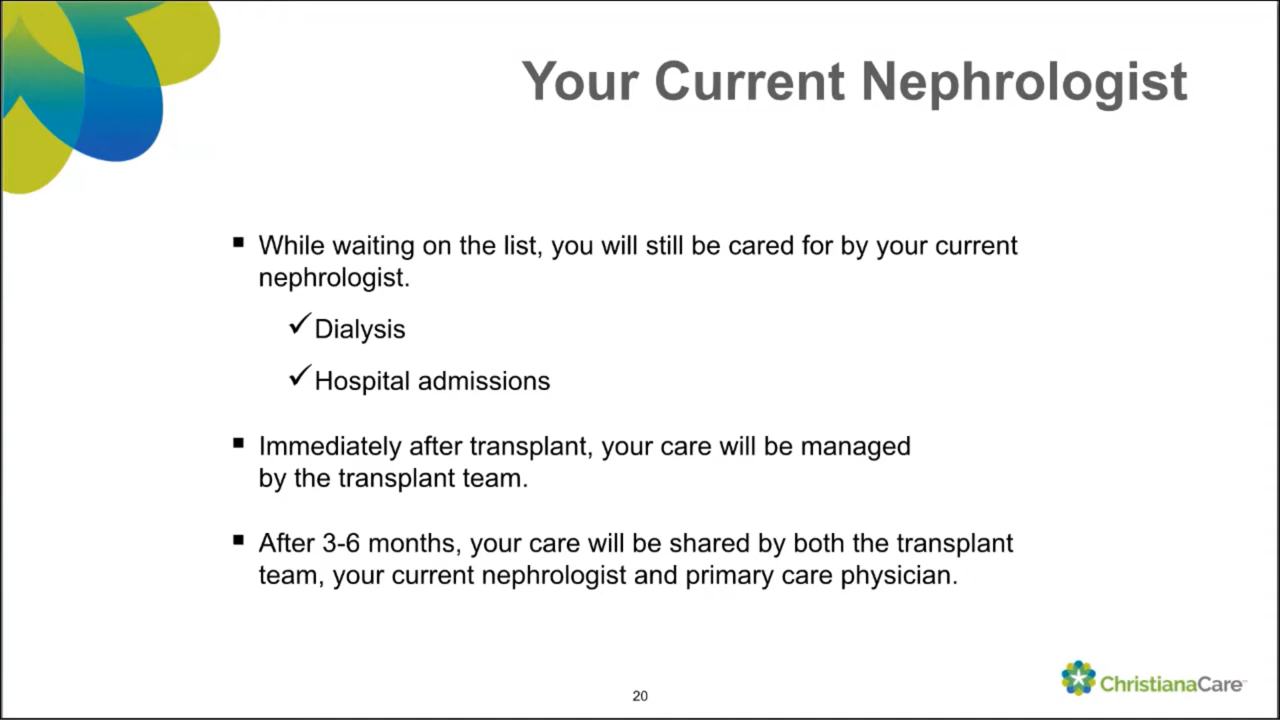 Your Current Nephrologist
▪ While waiting on the list, you will still be cared for by your current
nephrologist.
✓Dialysis
✓Hospital admissions
▪ Immediately after transplant, your care will be managed
by the transplant team.
▪ After 3-6 months, your care will be shared by both the transplant
team, your current nephrologist and primary care physician.
20
ChristianaCare™